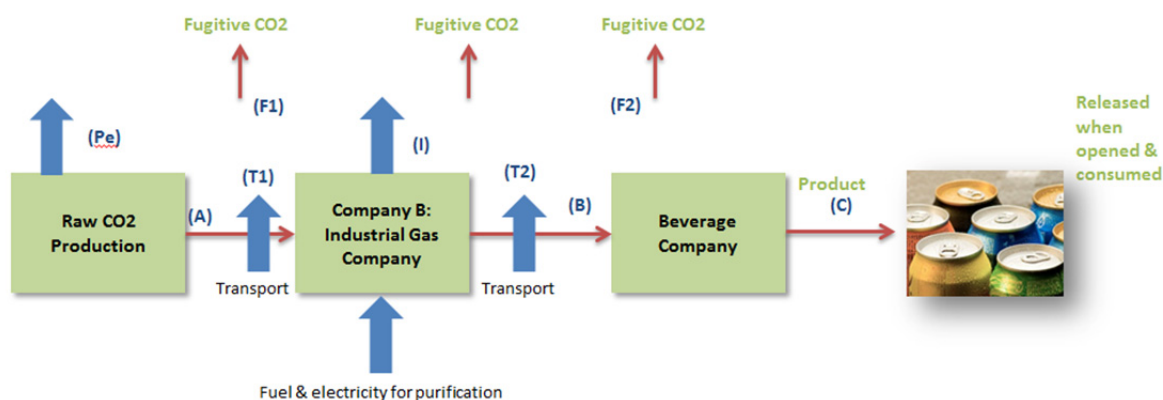 Fugitive CO2
Fugitive CO2
Fugitive CO2
(F1)
(F2)
(Pe)
(I)
Released
when
opened &
consumed
(T1)
(T2)
Raw CO2
Production
(A)
Company B:
Industrial Gas
Company
(B)
Beverage
Company
Product
(C)
Transport
Transport
Fuel & electricity for purification